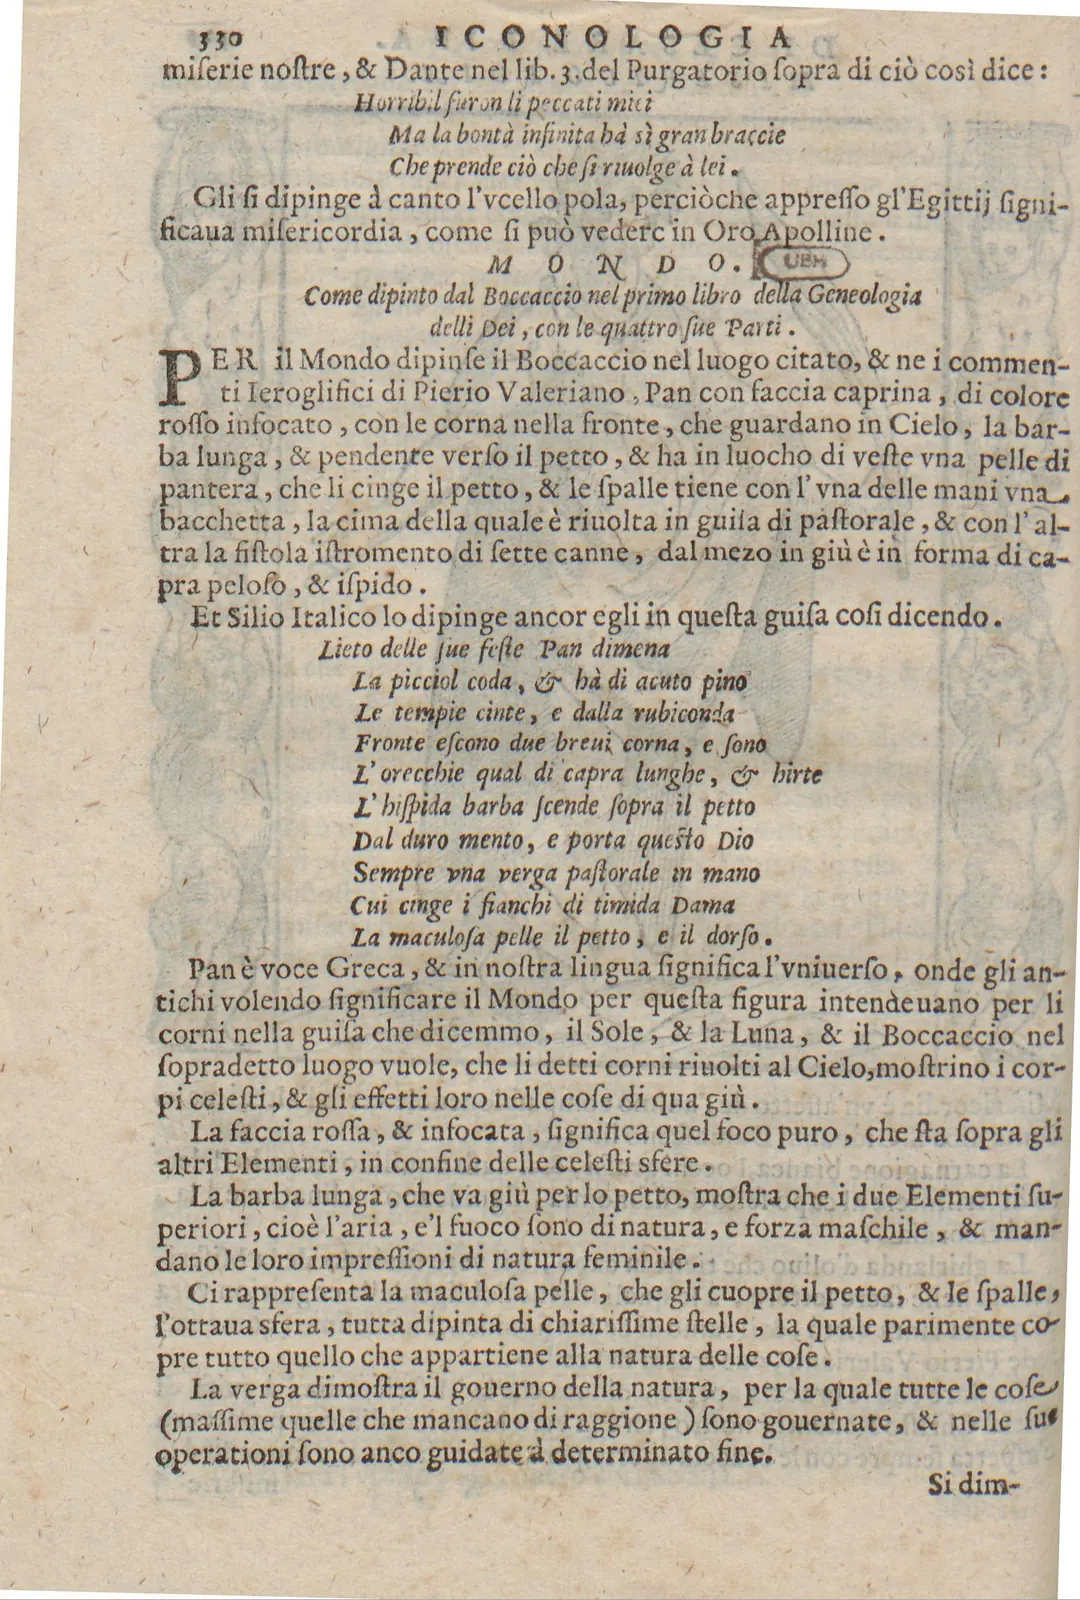 330 ICONOLOGIA
miſerie noſtre, & Dante nel lib. 3. del Purgatorio ſopra di ciò così dice:
Horribil furon li peccati miei
Ma la bontà infinita hà sì gran braccie
Che prende ciò che ſi riuolge à lei.
Gli ſi dipinge à canto l'vcello pola, perciòche appreſſo gl'Egittij ſigni-
ficaua miſericordia, come ſi può vedere in Oro Apolline.
MONDO.
UBH
Come dipinto dal Boccaccio nel primo libro della Geneologia
delli Dei, con le quattro ſue Parti.
PER il Mondo dipinſe il Boccaccio nel luogo citato, & ne i commen-
ti Ieroglifici di Pierio Valeriano, Pan con faccia caprina, di colore
roſſo infocato, con le corna nella fronte, che guardano in Cielo, la bar-
ba lunga, & pendente verſo il petto, & ha in luocho di veſte vna pelle di
pantera, che li cinge il petto, & le ſpalle tiene con l'vna delle mani vna
bacchetta, la cima della quale è riuolta in guiſa di paſtorale, & con l'al-
tra la fiſtola iſtromento di ſette canne, dal mezo in giù è in forma di ca-
pra peloſo, & iſpido.
Et Silio Italico lo dipinge ancor egli in queſta guiſa coſi dicendo.
Lieto delle ſue feſte Pan dimena
La picciol coda, & hà di acuto pino
Le tempie cinte, e dalla rubiconda
Fronte eſcono due breui corna, e ſono
L'orecchie qual di capra lunghe, & hirte
L'hiſpida barba ſcende ſopra il petto
Dal duro mento, e porta queſto Dio
Sempre vna verga paſtorale in mano
Cui cinge i fianchi di timida Dama
La maculoſa pelle il petto, e il dorſo.
Pan è voce Greca, & in noſtra lingua ſignifica l'vniuerſo, onde gli an-
tichi volendo ſignificare il Mondo per queſta figura intendeuano per li
corni nella guiſa che dicemmo, il Sole, & la Luna, & il Boccaccio nel
ſopradetto luogo vuole, che li detti corni riuolti al Cielo, moſtrino i cor-
pi celeſti, & gli effetti loro nelle coſe di qua giù.
La faccia roſſa, & infocata, ſignifica quel foco puro, che ſta ſopra gli
altri Elementi, in confine delle celeſti sfere.
La barba lunga, che va giù per lo petto, moſtra che i due Elementi ſu-
periori, cioè l'aria, e'l fuoco ſono di natura, e forza maſchile, & man-
dano le loro impreſſioni di natura feminile.
Ci rappreſenta la maculoſa pelle, che gli cuopre il petto, & le ſpalle,
l'ottaua sfera, tutta dipinta di chiariſſime ſtelle, la quale parimente co-
pre tutto quello che appartiene alla natura delle coſe.
La verga dimoſtra il gouerno della natura, per la quale tutte le coſe
(maſſime quelle che mancano di raggione) ſono gouernate, & nelle ſue
operationi ſono anco guidate à determinato fine.
Si dim-